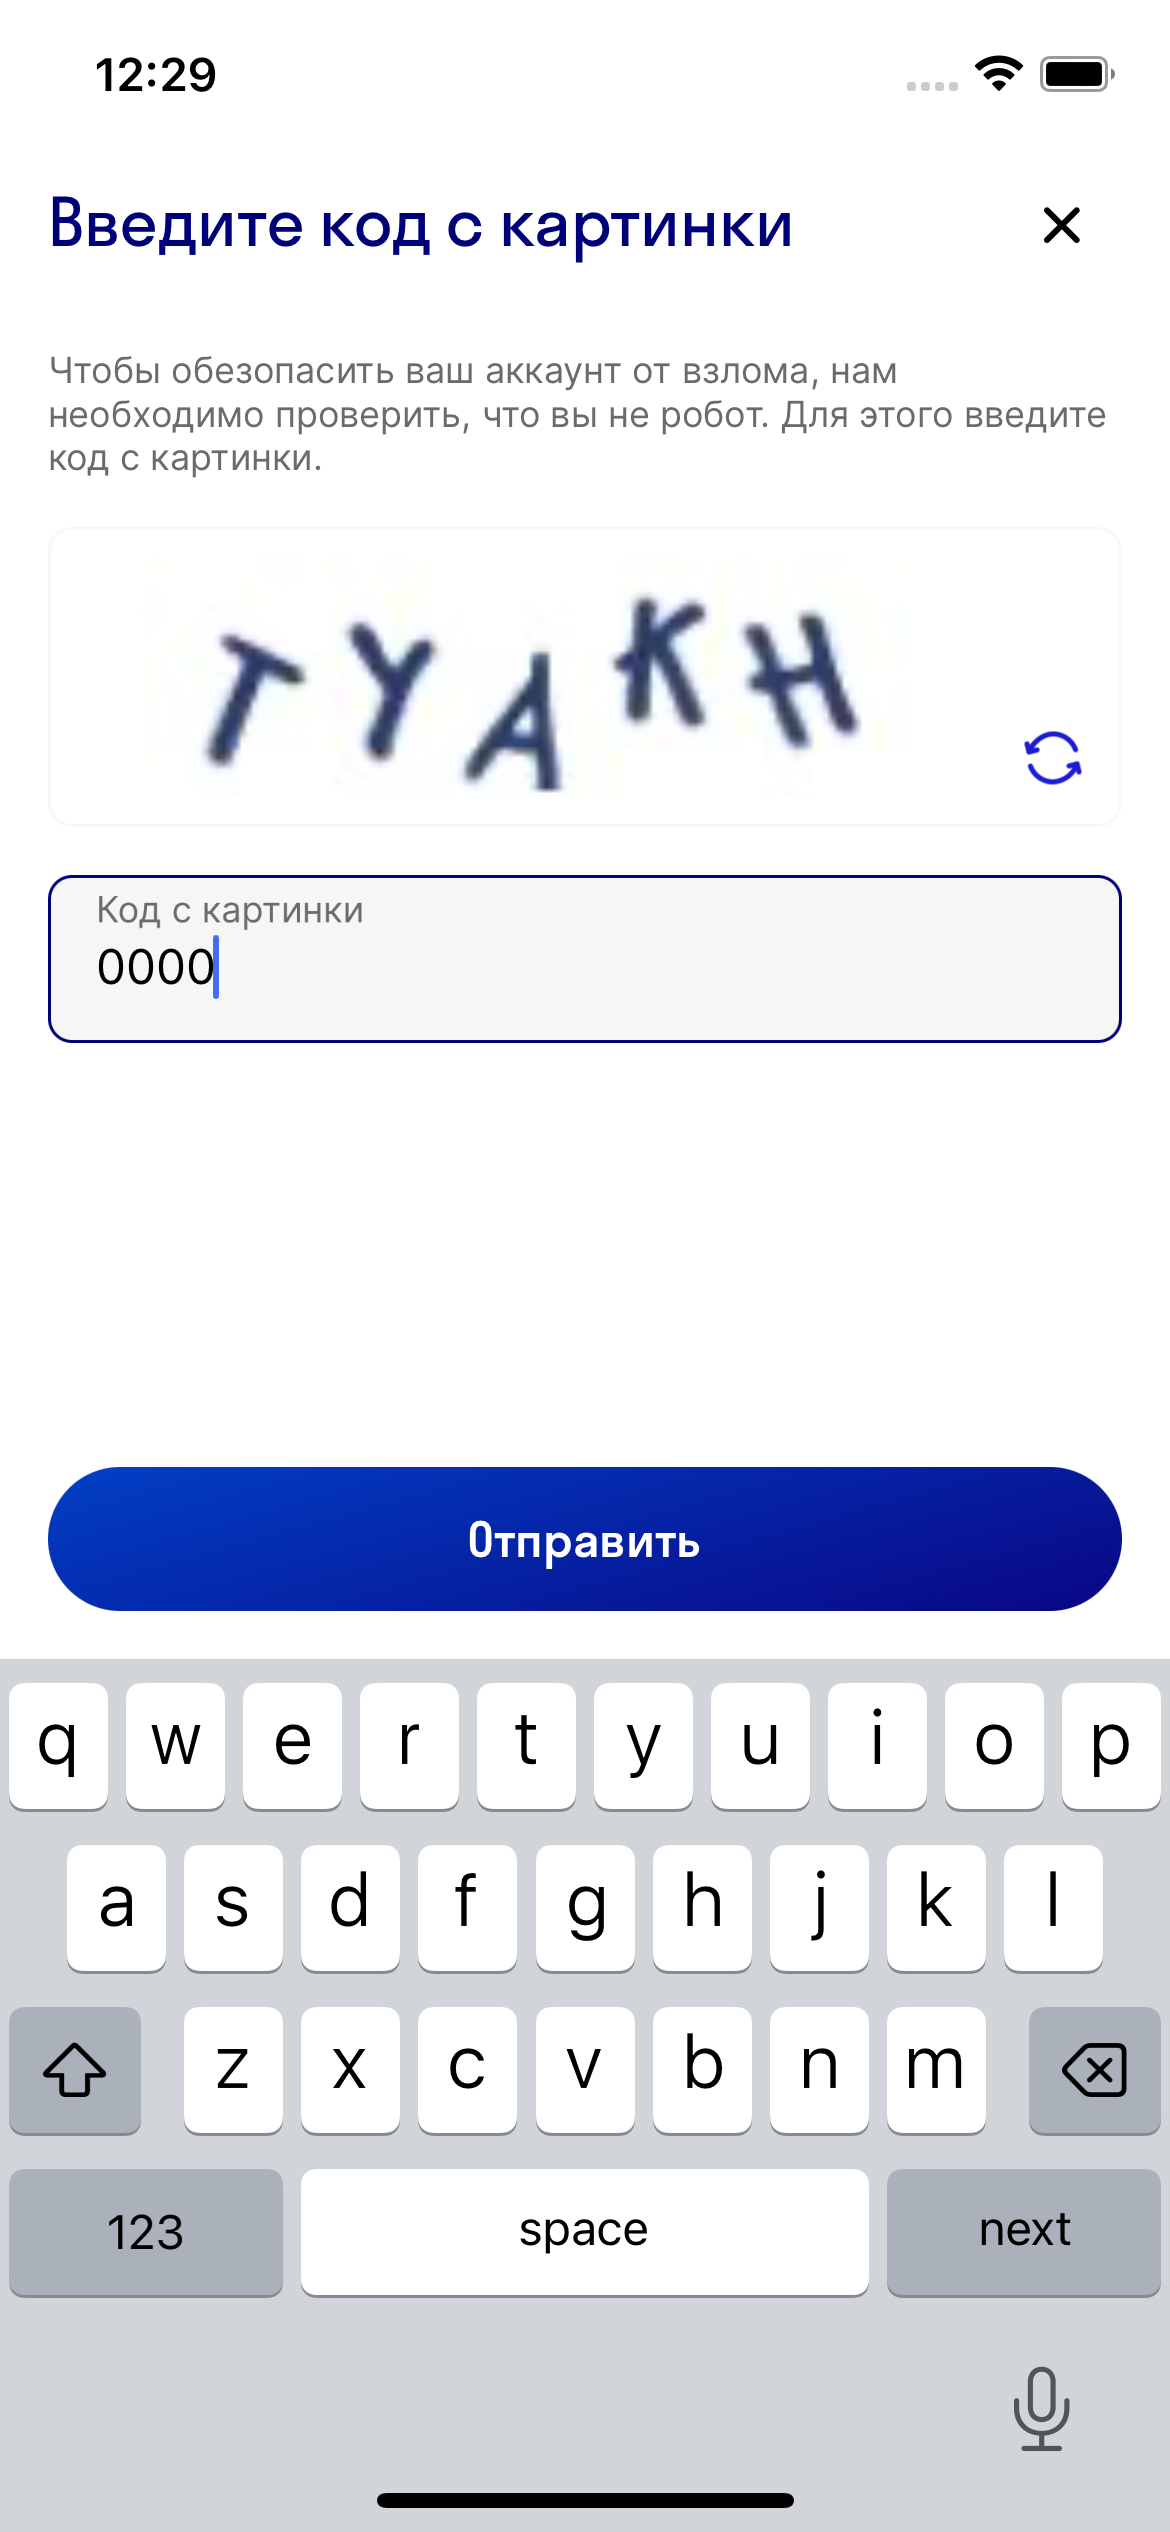 12:29
Введите код с картинки
Чтобы обезопасить ваш аккаунт от взлома, нам
необходимо проверить, что вы не робот. Для этого введите
код с картинки.
TYAKH
Код с картинки
0000
Отправить
q w e r t y u i o p
a s d f g h j k l
z x c v b n m
123 space next